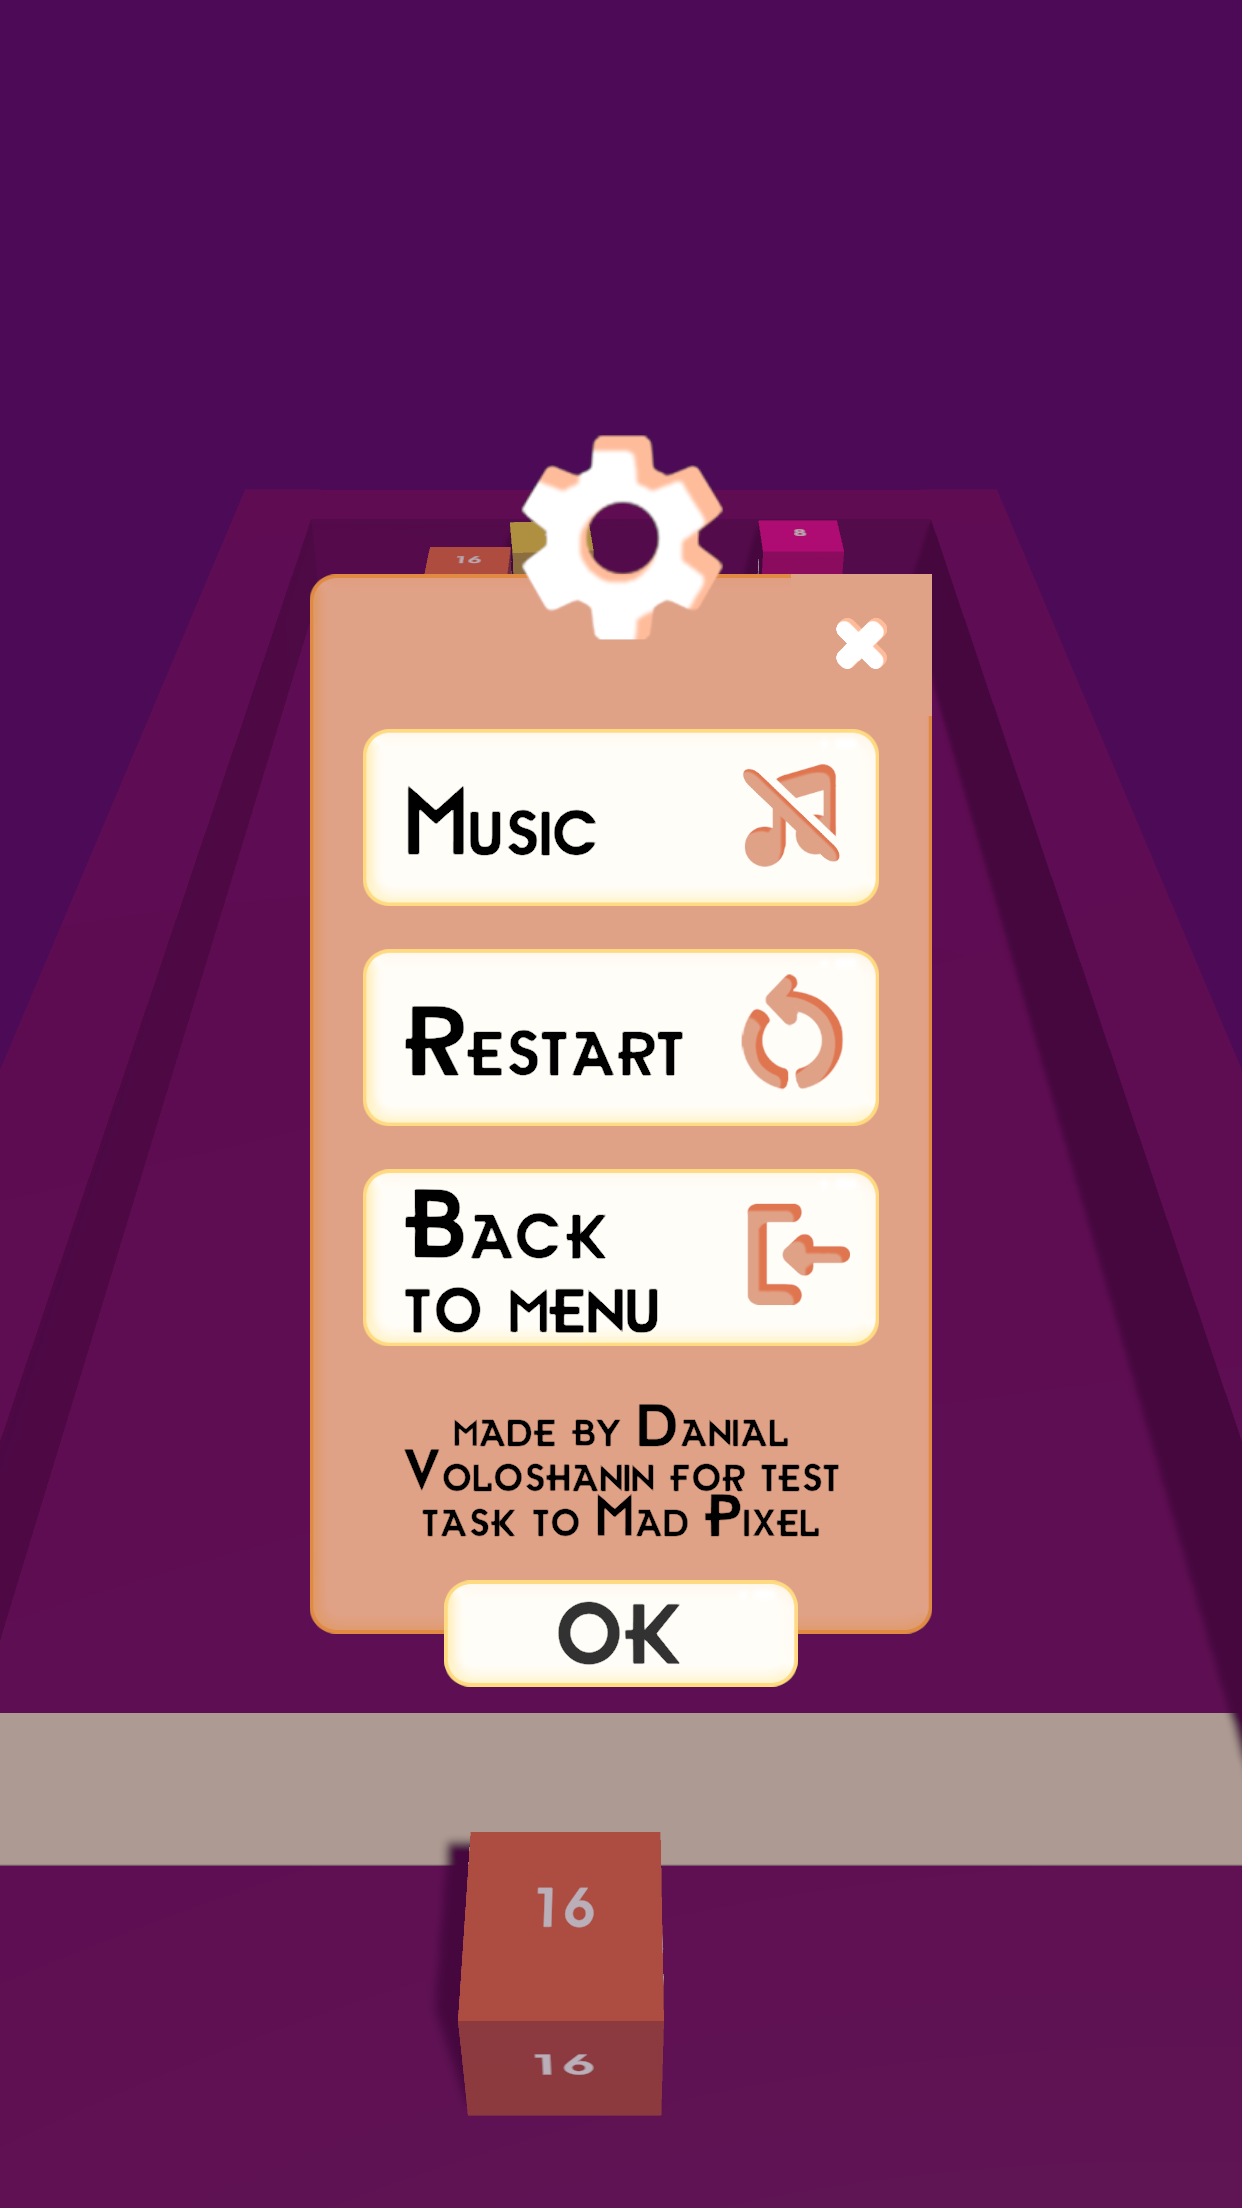 16
8
Music
Restart
Back
to menu
made by Danial
Voloshanin for test
task to Mad Pixel
OK
16
16